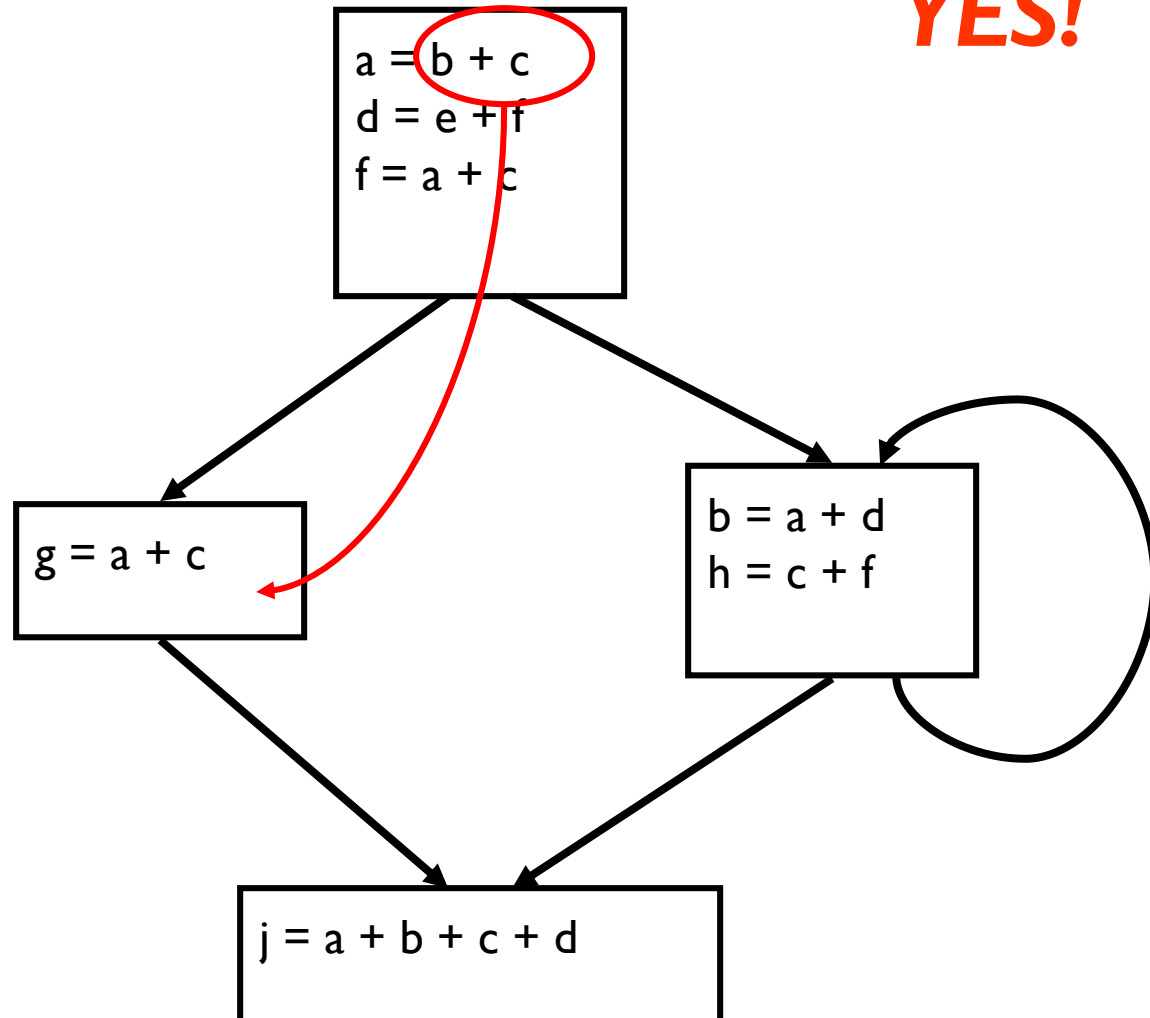 YES!
a = b + c
d = e + f
f = a + c
g = a + c
b = a + d
h = c + f
j = a + b + c + d